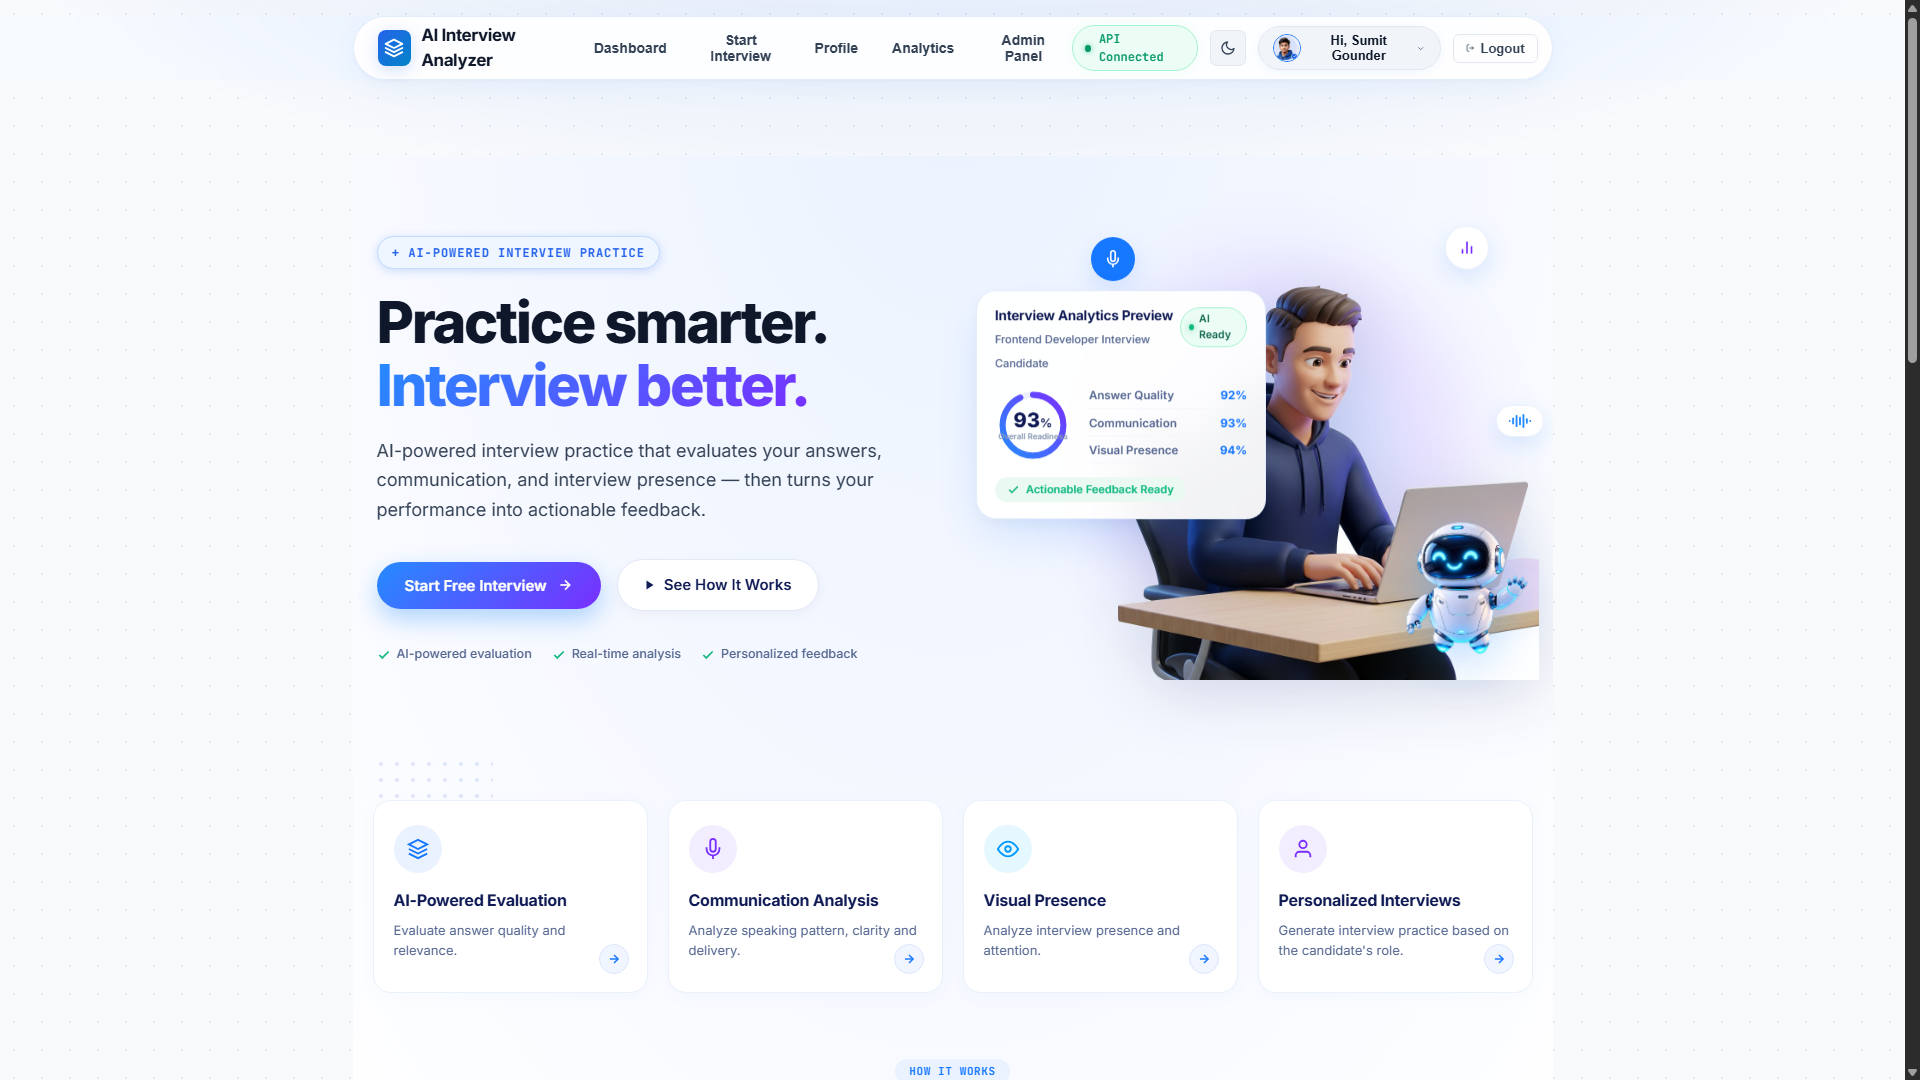 AI Interview
Analyzer
Dashboard
Start
Interview
Profile
Analytics
Admin
Panel
API
Connected
Hi, Sumit
Gounder
Logout
+ AI-POWERED INTERVIEW PRACTICE
Practice smarter.
Interview better.
AI-powered interview practice that evaluates your answers,
communication, and interview presence — then turns your
performance into actionable feedback.
Start Free Interview
See How It Works
AI-powered evaluation
Real-time analysis
Personalized feedback
Interview Analytics Preview
AI
Ready
Frontend Developer Interview
Candidate
93%
Overall Readiness
Answer Quality 92%
Communication 93%
Visual Presence 94%
Actionable Feedback Ready
AI-Powered Evaluation
Evaluate answer quality and
relevance.
Communication Analysis
Analyze speaking pattern, clarity and
delivery.
Visual Presence
Analyze interview presence and
attention.
Personalized Interviews
Generate interview practice based on
the candidate's role.
HOW IT WORKS